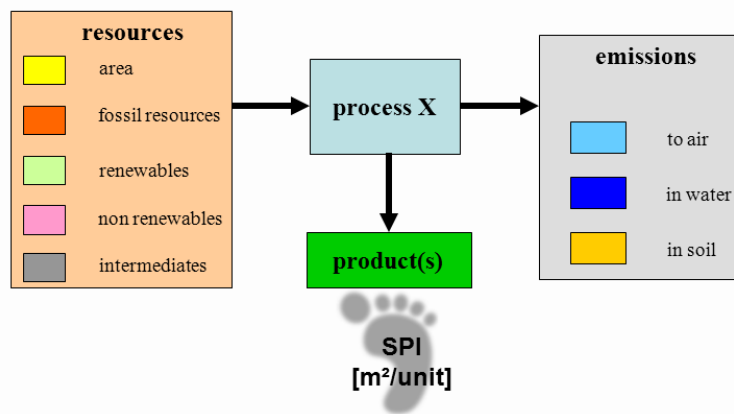 resources
area
fossil resources
renewables
non renewables
intermediates
process X
product(s)
SPI
[m²/unit]
emissions
to air
in water
in soil